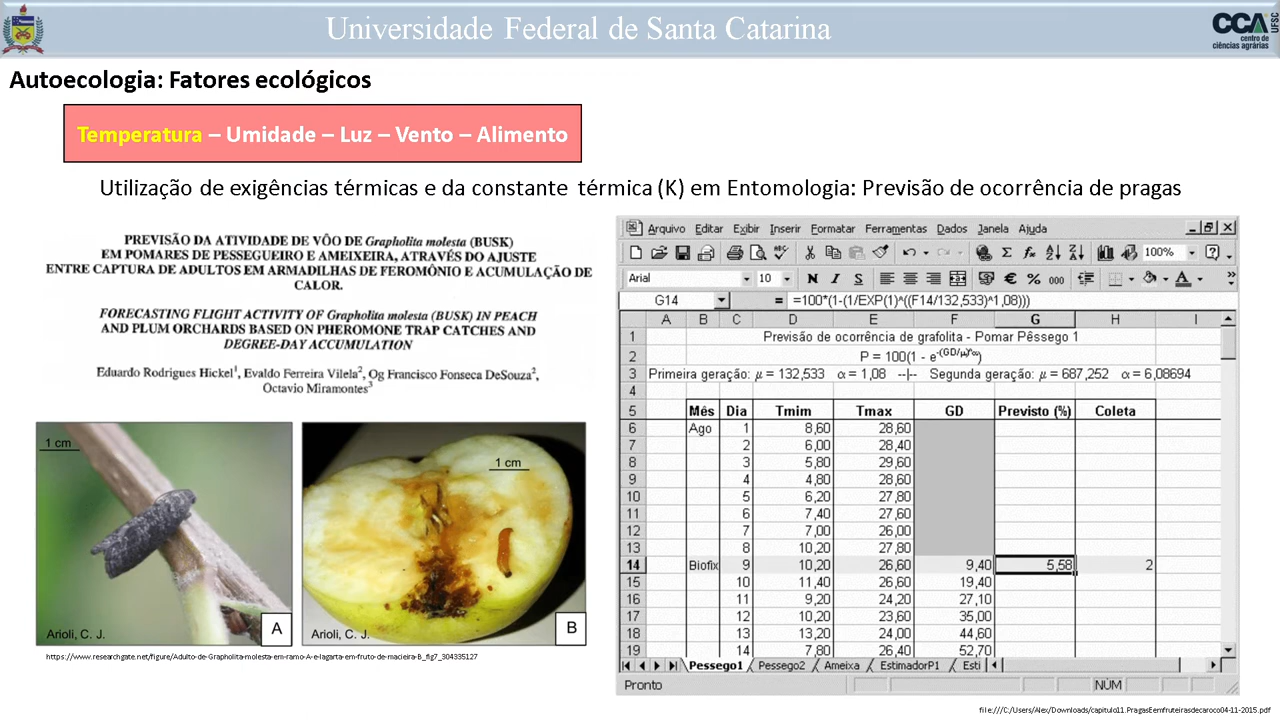 Universidade Federal de Santa Catarina
CCA
UFSC
centro de
ciências agrárias
Autoecologia: Fatores ecológicos
Temperatura – Umidade – Luz – Vento – Alimento
Utilização de exigências térmicas e da constante térmica (K) em Entomologia: Previsão de ocorrência de pragas
PREVISÃO DA ATIVIDADE DE VÔO DE Grapholita molesta (BUSK)
EM POMARES DE PESSEGUEIRO E AMEIXEIRA, ATRAVÉS DO AJUSTE
ENTRE CAPTURA DE ADULTOS EM ARMADILHAS DE FEROMÔNIO E ACUMULAÇÃO DE
CALOR.
FORECASTING FLIGHT ACTIVITY OF Grapholita molesta (BUSK) IN PEACH
AND PLUM ORCHARDS BASED ON PHEROMONE TRAP CATCHES AND
DEGREE-DAY ACCUMULATION
Eduardo Rodrigues Hickel¹, Evaldo Ferreira Vilela², Og Francisco Fonseca DeSouza²,
Octavio Miramontes³
1 cm
Arioli, C. J.
A
1 cm
Arioli, C. J.
B
https://www.researchgate.net/figure/Adulto-de-Grapholita-molesta-em-ramo-A-e-lagarta-em-fruto-de-macieira-B_fig7_304335127
Arquivo Editar Exibir Inserir Formatar Ferramentas Dados Janela Ajuda
100%
Arial 10 N I S € % 000
G14 = =100*(1-(1/EXP(1)^((F14/132,533)^1,08)))
A B C D E F G H I
1 Previsão de ocorrência de grafolita - Pomar Pêssego 1
2 P = 100(1 - e^-(GD/μ)^α)
3 Primeira geração: μ = 132,533 α = 1,08 --|-- Segunda geração: μ = 687,252 α = 6,08694
4
5 Mês Dia Tmim Tmax GD Previsto (%) Coleta
6 Ago 1 8,60 28,60
7 2 6,00 28,40
8 3 5,80 29,60
9 4 4,80 28,60
10 5 6,20 27,80
11 6 7,40 27,60
12 7 7,00 26,00
13 8 10,20 27,80
14 Biofix 9 10,20 26,60 9,40 5,58 2
15 10 11,40 26,60 19,40
16 11 9,20 24,20 27,10
17 12 10,20 23,60 35,00
18 13 13,20 24,00 44,60
19 14 7,80 26,40 52,70
Pessego1 Pessego2 Ameixa EstimadorP1 Esti
Pronto NÚM
file:///C:/Users/Alex/Downloads/capitulo11.PragasEemfruteirasdecaroco04-11-2015.pdf